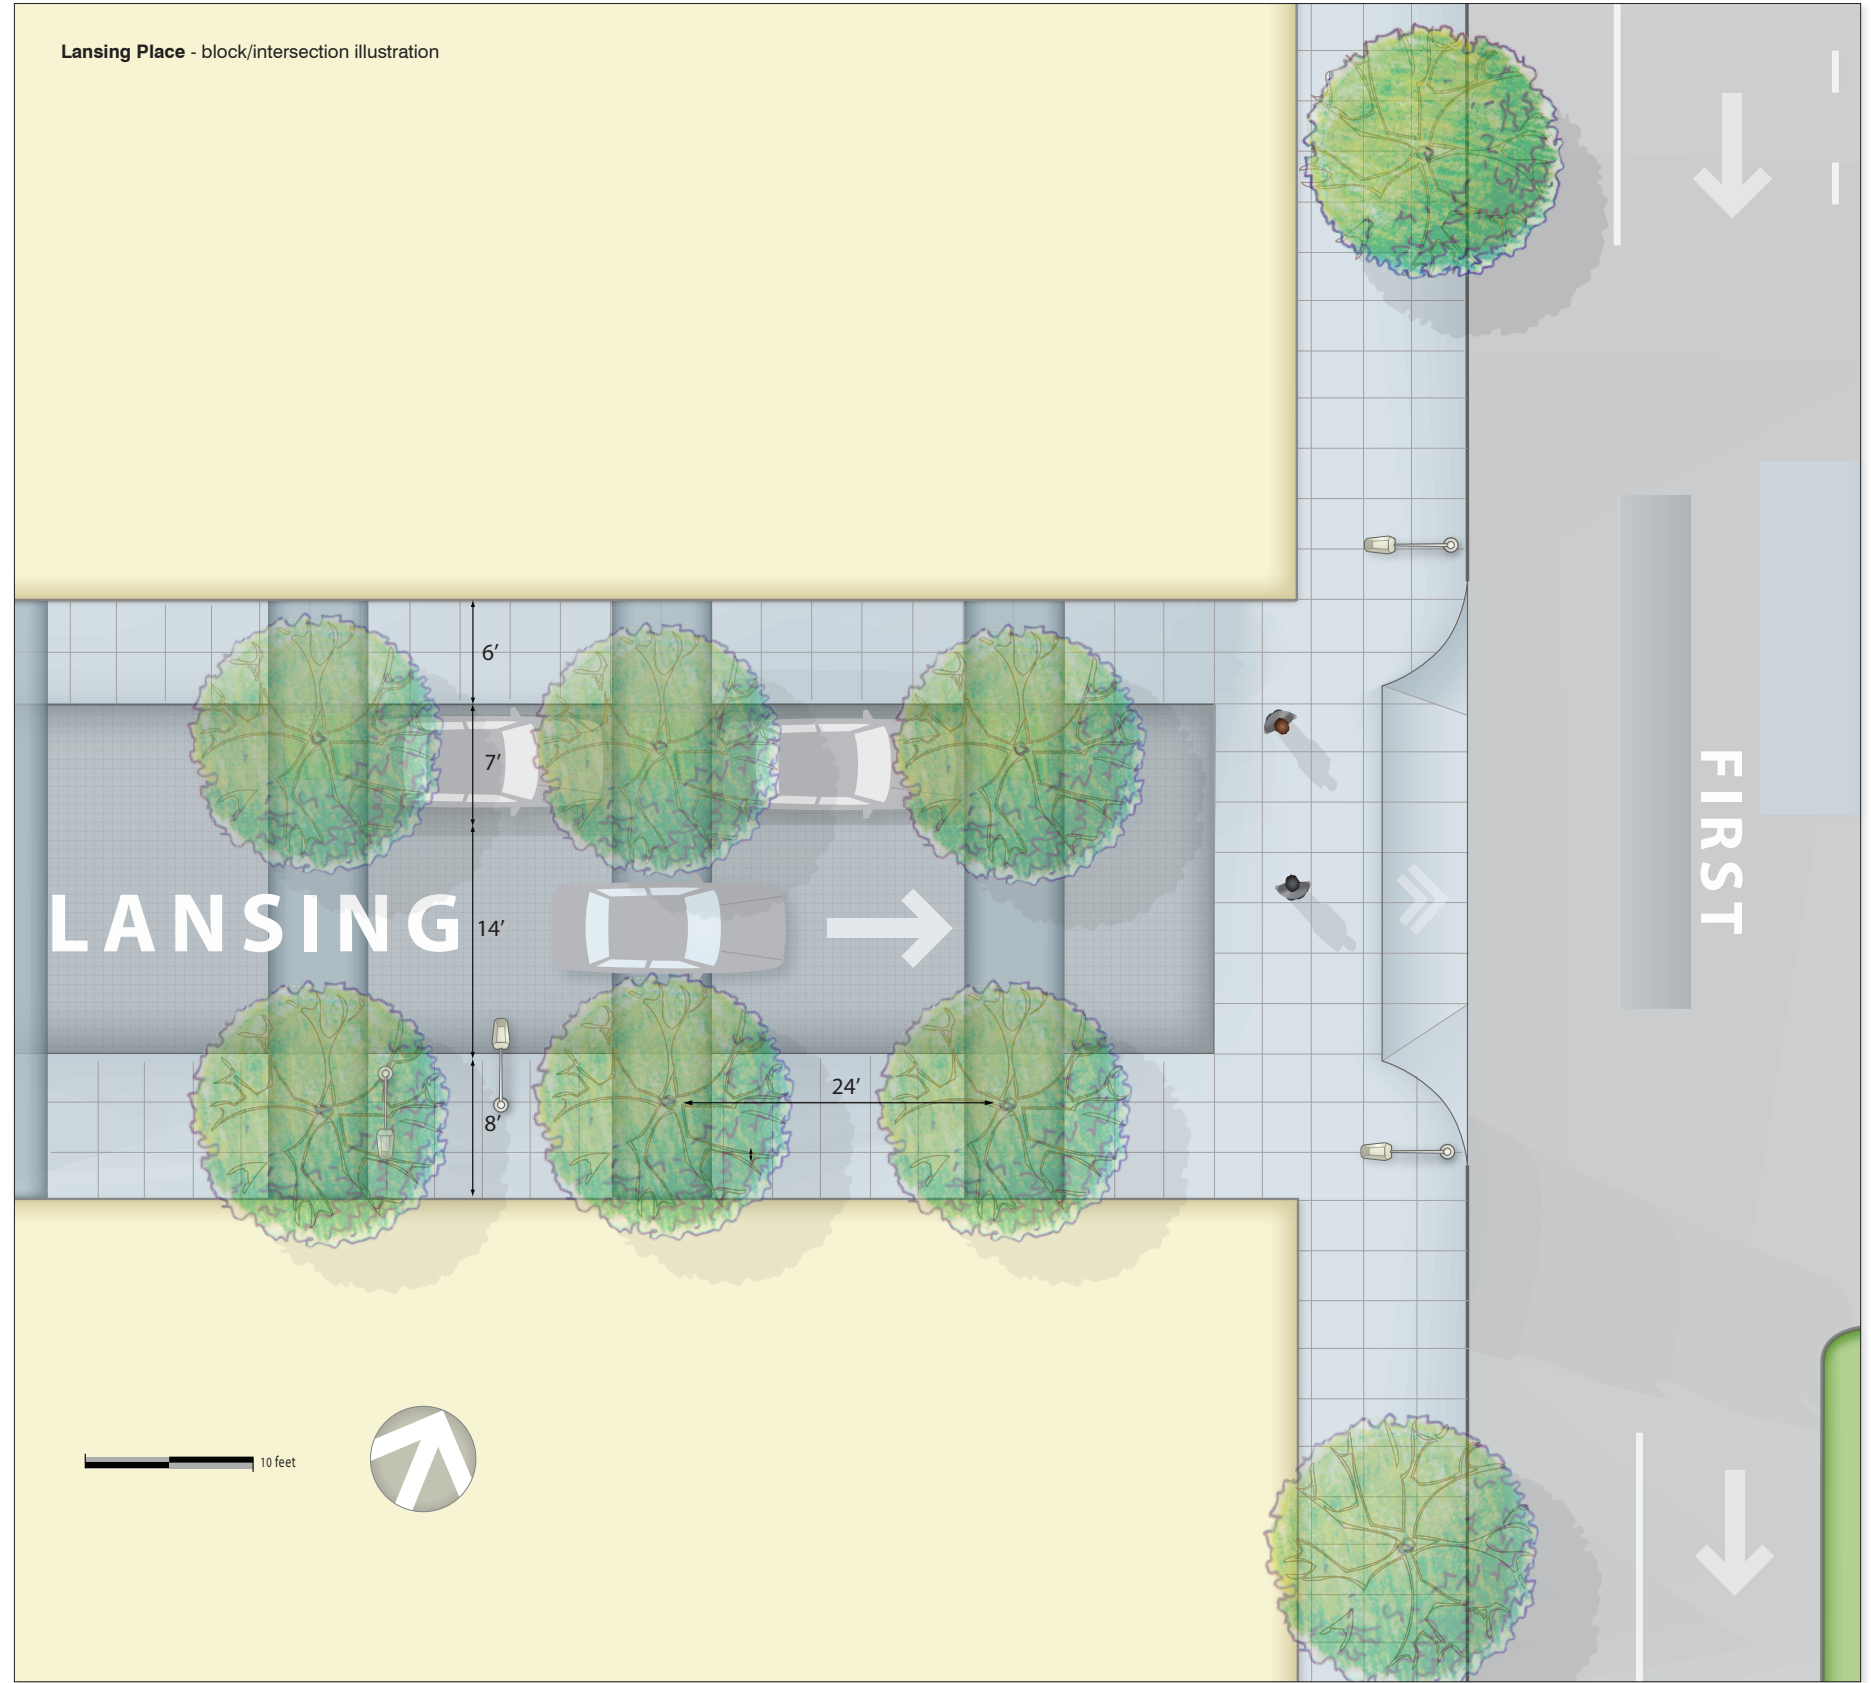 Lansing Place - block/intersection illustration
6’
7’
LANSING
14’
24’
8’
FIRST
10 feet